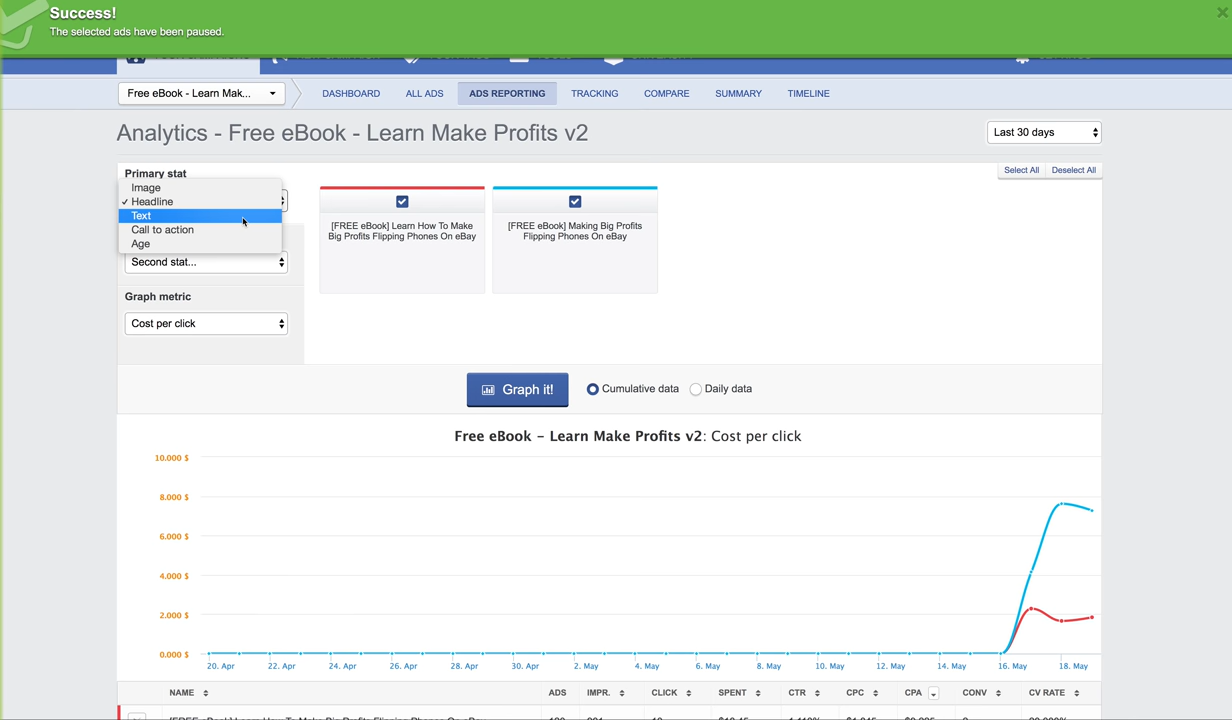 Success!
The selected ads have been paused.
Free eBook - Learn Mak...
DASHBOARD
ALL ADS
ADS REPORTING
TRACKING
COMPARE
SUMMARY
TIMELINE
Analytics - Free eBook - Learn Make Profits v2
Last 30 days
Primary stat
Select All
Deselect All
Image
✓ Headline
Text
Call to action
Age
Second stat...
Graph metric
Cost per click
[FREE eBook] Learn How To Make
Big Profits Flipping Phones On eBay
[FREE eBook] Making Big Profits
Flipping Phones On eBay
Graph it!
Cumulative data
Daily data
Free eBook – Learn Make Profits v2: Cost per click
10.000 $
8.000 $
6.000 $
4.000 $
2.000 $
0.000 $
20. Apr
22. Apr
24. Apr
26. Apr
28. Apr
30. Apr
2. May
4. May
6. May
8. May
10. May
12. May
14. May
16. May
18. May
NAME
ADS
IMPR.
CLICK
SPENT
CTR
CPC
CPA
CONV
CV RATE